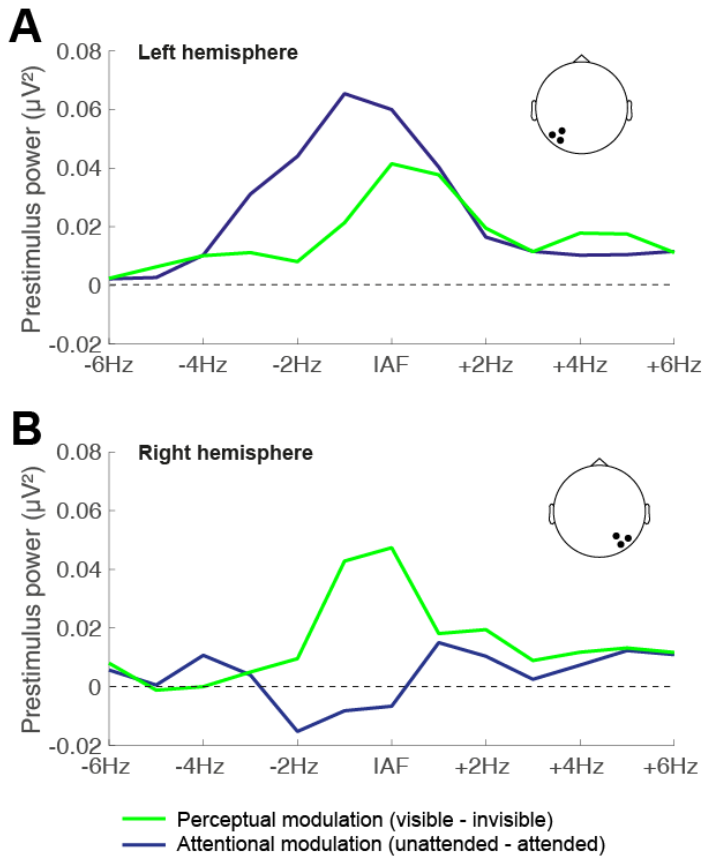 A
Left hemisphere
Prestimulus power (µV²)
0.08
0.06
0.04
0.02
0
-0.02
-6Hz -4Hz -2Hz IAF +2Hz +4Hz +6Hz
B
Right hemisphere
Prestimulus power (µV²)
0.08
0.06
0.04
0.02
0
-0.02
-6Hz -4Hz -2Hz IAF +2Hz +4Hz +6Hz
Perceptual modulation (visible - invisible)
Attentional modulation (unattended - attended)